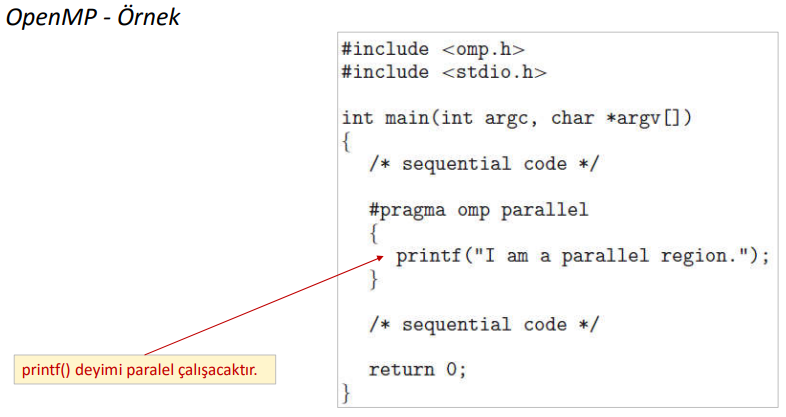 OpenMP - Örnek
#include <omp.h>
#include <stdio.h>
int main(int argc, char *argv[])
{
/* sequential code */
#pragma omp parallel
{
printf("I am a parallel region.");
}
/* sequential code */
return 0;
}
printf() deyimi paralel çalışacaktır.